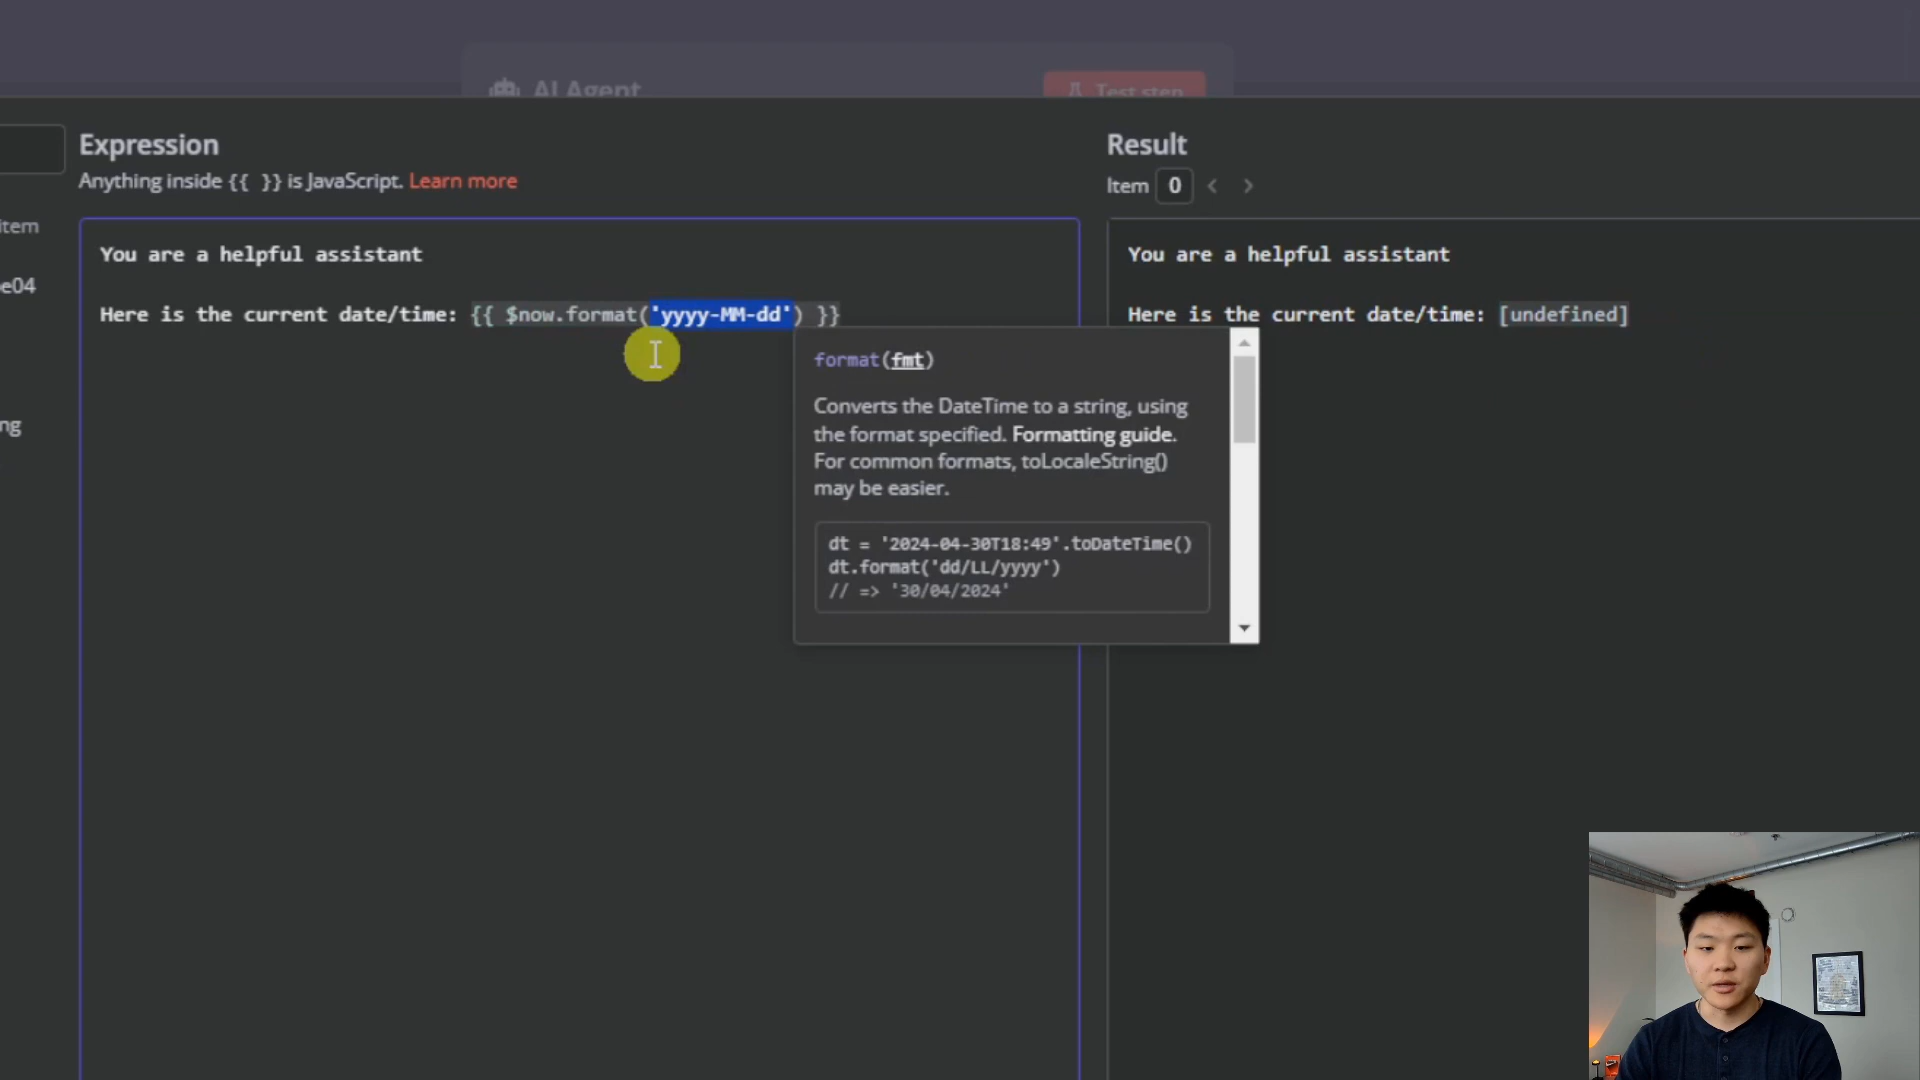 AI Agent
Test step
Expression
Anything inside {{ }} is JavaScript. Learn more
Result
Item 0
item
e04
ng
You are a helpful assistant
Here is the current date/time: {{ $now.format('yyyy-MM-dd') }}
You are a helpful assistant
Here is the current date/time: [undefined]
format(fmt)
Converts the DateTime to a string, using
the format specified. Formatting guide.
For common formats, toLocaleString()
may be easier.
dt = '2024-04-30T18:49'.toDateTime()
dt.format('dd/LL/yyyy')
// => '30/04/2024'